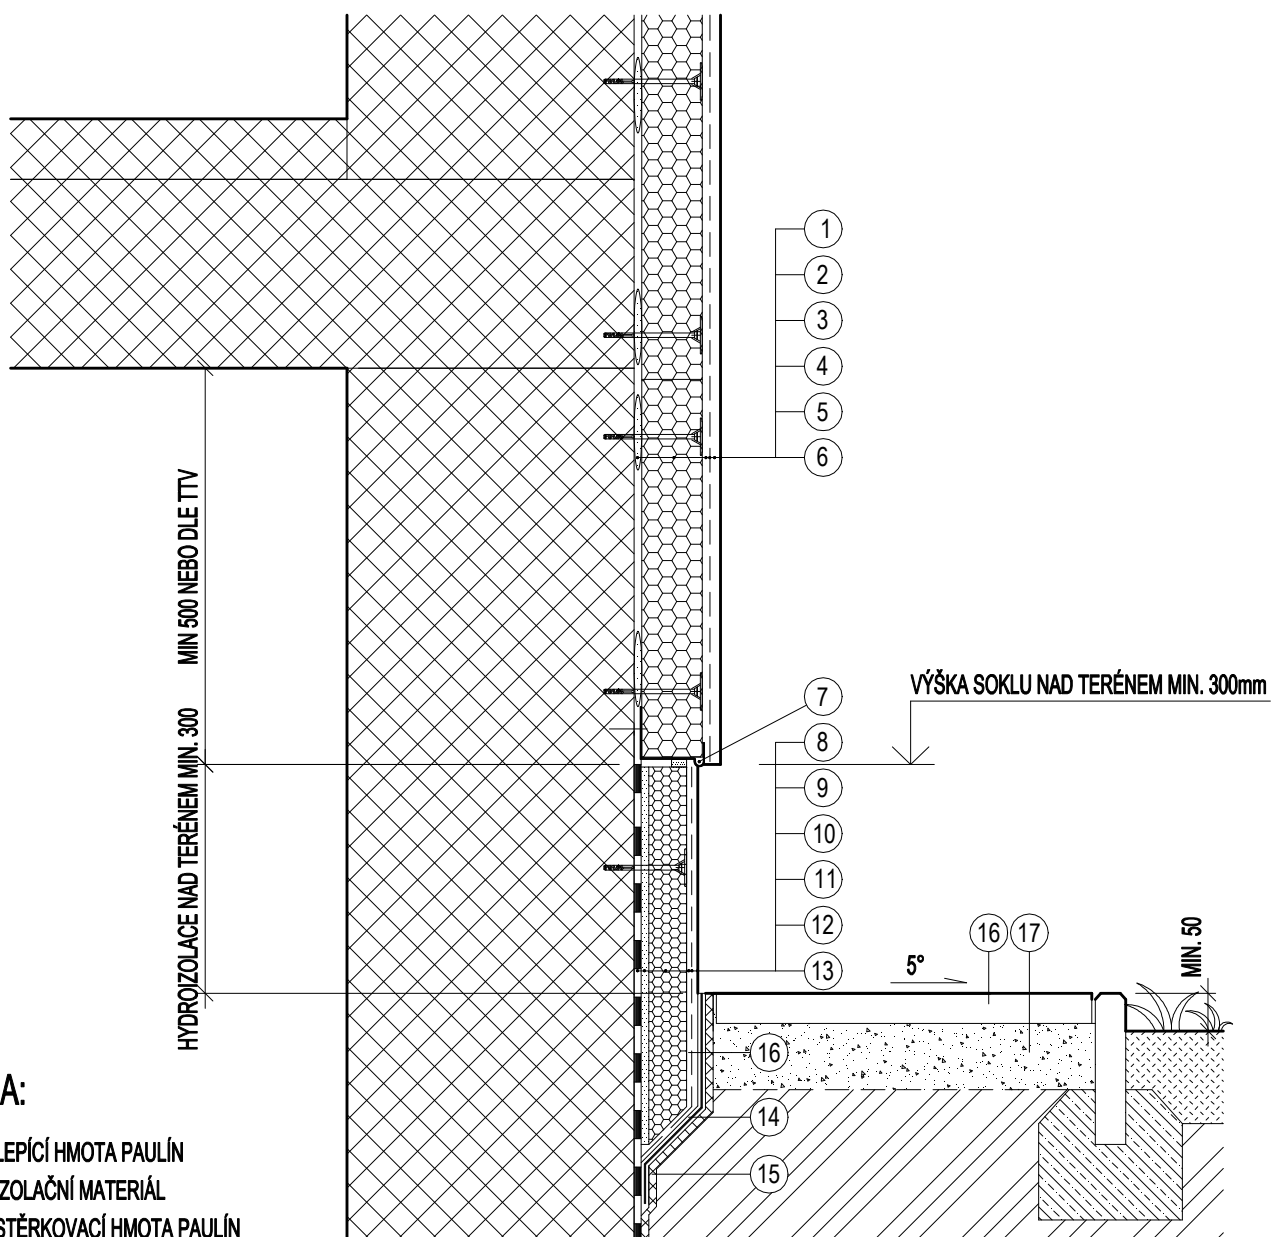 1
2
3
4
5
6
MIN 500 NEBO DLE TTV
HYDROIZOLACE NAD TERÉNEM MIN. 300
7
VÝŠKA SOKLU NAD TERÉNEM MIN. 300mm
8
9
10
11
12
13
16 17
5°
MIN. 50
16
14
15
A:
LEPÍCÍ HMOTA PAULÍN
IZOLAČNÍ MATERIÁL
STĚRKOVACÍ HMOTA PAULÍN